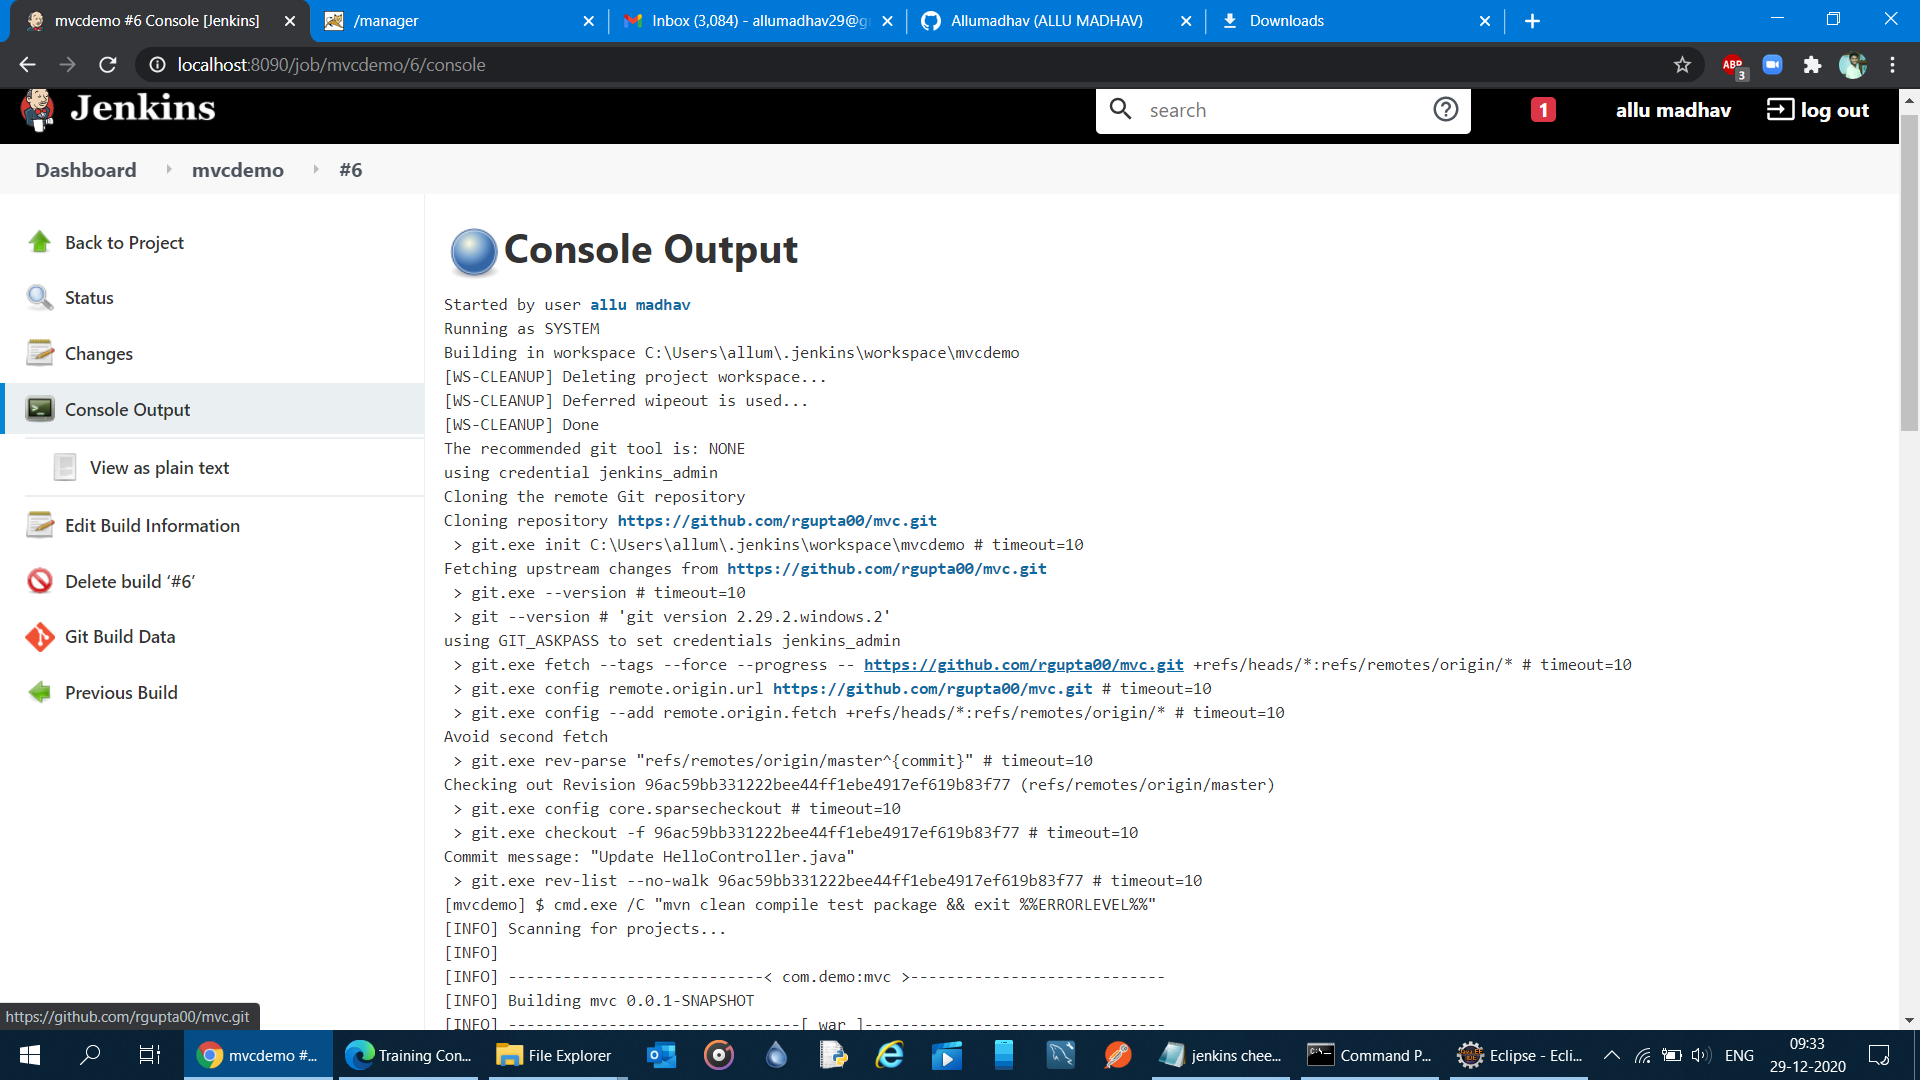 mvcdemo #6 Console [Jenkins]
/manager
Inbox (3,084) - allumadhav29@g
Allumadhav (ALLU MADHAV)
Downloads
localhost:8090/job/mvcdemo/6/console
ABP
3
Jenkins
search
1
allu madhav
log out
Dashboard
mvcdemo
#6
Back to Project
Status
Changes
Console Output
View as plain text
Edit Build Information
Delete build ‘#6’
Git Build Data
Previous Build
Console Output
Started by user allu madhav
Running as SYSTEM
Building in workspace C:\Users\allum\.jenkins\workspace\mvcdemo
[WS-CLEANUP] Deleting project workspace...
[WS-CLEANUP] Deferred wipeout is used...
[WS-CLEANUP] Done
The recommended git tool is: NONE
using credential jenkins_admin
Cloning the remote Git repository
Cloning repository https://github.com/rgupta00/mvc.git
> git.exe init C:\Users\allum\.jenkins\workspace\mvcdemo # timeout=10
Fetching upstream changes from https://github.com/rgupta00/mvc.git
> git.exe --version # timeout=10
> git --version # 'git version 2.29.2.windows.2'
using GIT_ASKPASS to set credentials jenkins_admin
> git.exe fetch --tags --force --progress -- https://github.com/rgupta00/mvc.git +refs/heads/*:refs/remotes/origin/* # timeout=10
> git.exe config remote.origin.url https://github.com/rgupta00/mvc.git # timeout=10
> git.exe config --add remote.origin.fetch +refs/heads/*:refs/remotes/origin/* # timeout=10
Avoid second fetch
> git.exe rev-parse "refs/remotes/origin/master^{commit}" # timeout=10
Checking out Revision 96ac59bb331222bee44ff1ebe4917ef619b83f77 (refs/remotes/origin/master)
> git.exe config core.sparsecheckout # timeout=10
> git.exe checkout -f 96ac59bb331222bee44ff1ebe4917ef619b83f77 # timeout=10
Commit message: "Update HelloController.java"
> git.exe rev-list --no-walk 96ac59bb331222bee44ff1ebe4917ef619b83f77 # timeout=10
[mvcdemo] $ cmd.exe /C "mvn clean compile test package && exit %%ERRORLEVEL%%"
[INFO] Scanning for projects...
[INFO]
[INFO] ----------------------------< com.demo:mvc >----------------------------
[INFO] Building mvc 0.0.1-SNAPSHOT
[INFO] --------------------------------[ war ]---------------------------------
https://github.com/rgupta00/mvc.git
mvcdemo #...
Training Con...
File Explorer
jenkins chee...
Command P...
Eclipse - Ecli...
ENG
09:33
29-12-2020